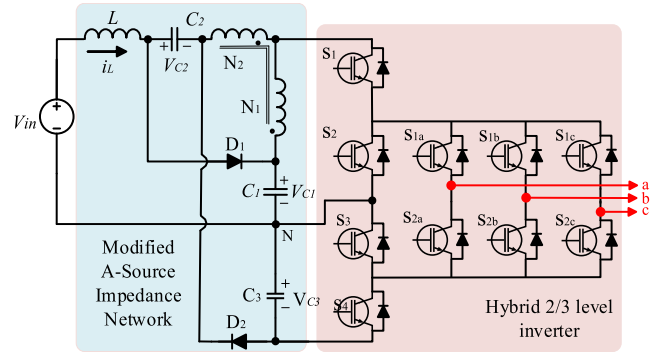 L
C2
+ −
VC2
iL
N2
N1
Vin
+
−
D1
C1
+
−
VC1
N
C3
+
−
VC3
D2
Modified
A-Source
Impedance
Network
S1
S2
S3
S4
S1a
S1b
S1c
S2a
S2b
S2c
a
b
c
Hybrid 2/3 level
inverter